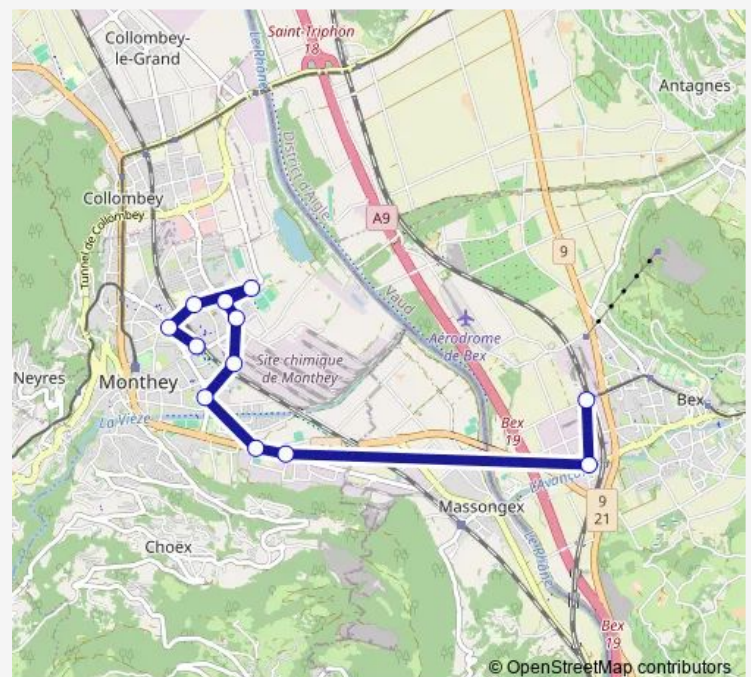 Collombey-
le-Grand
Saint-Triphon
18
Le Rhône
Antagnes
District d'Aigle
Collombey
A9
Tunnel de Collombey
9
Vaud
Aérodrome
de Bex
Site chimique
de Monthey
Neyres
Monthey
Bex
La Vièze
Bex
19
L'Avançon
9
21
Massongex
Choëx
Le Rhône
Bex
19
© OpenStreetMap contributors